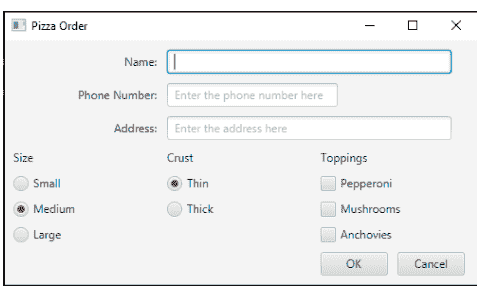 Pizza Order
Name:
Phone Number: Enter the phone number here
Address: Enter the address here
Size Crust Toppings
Small Thin Pepperoni
Medium Thick Mushrooms
Large Anchovies
OK Cancel